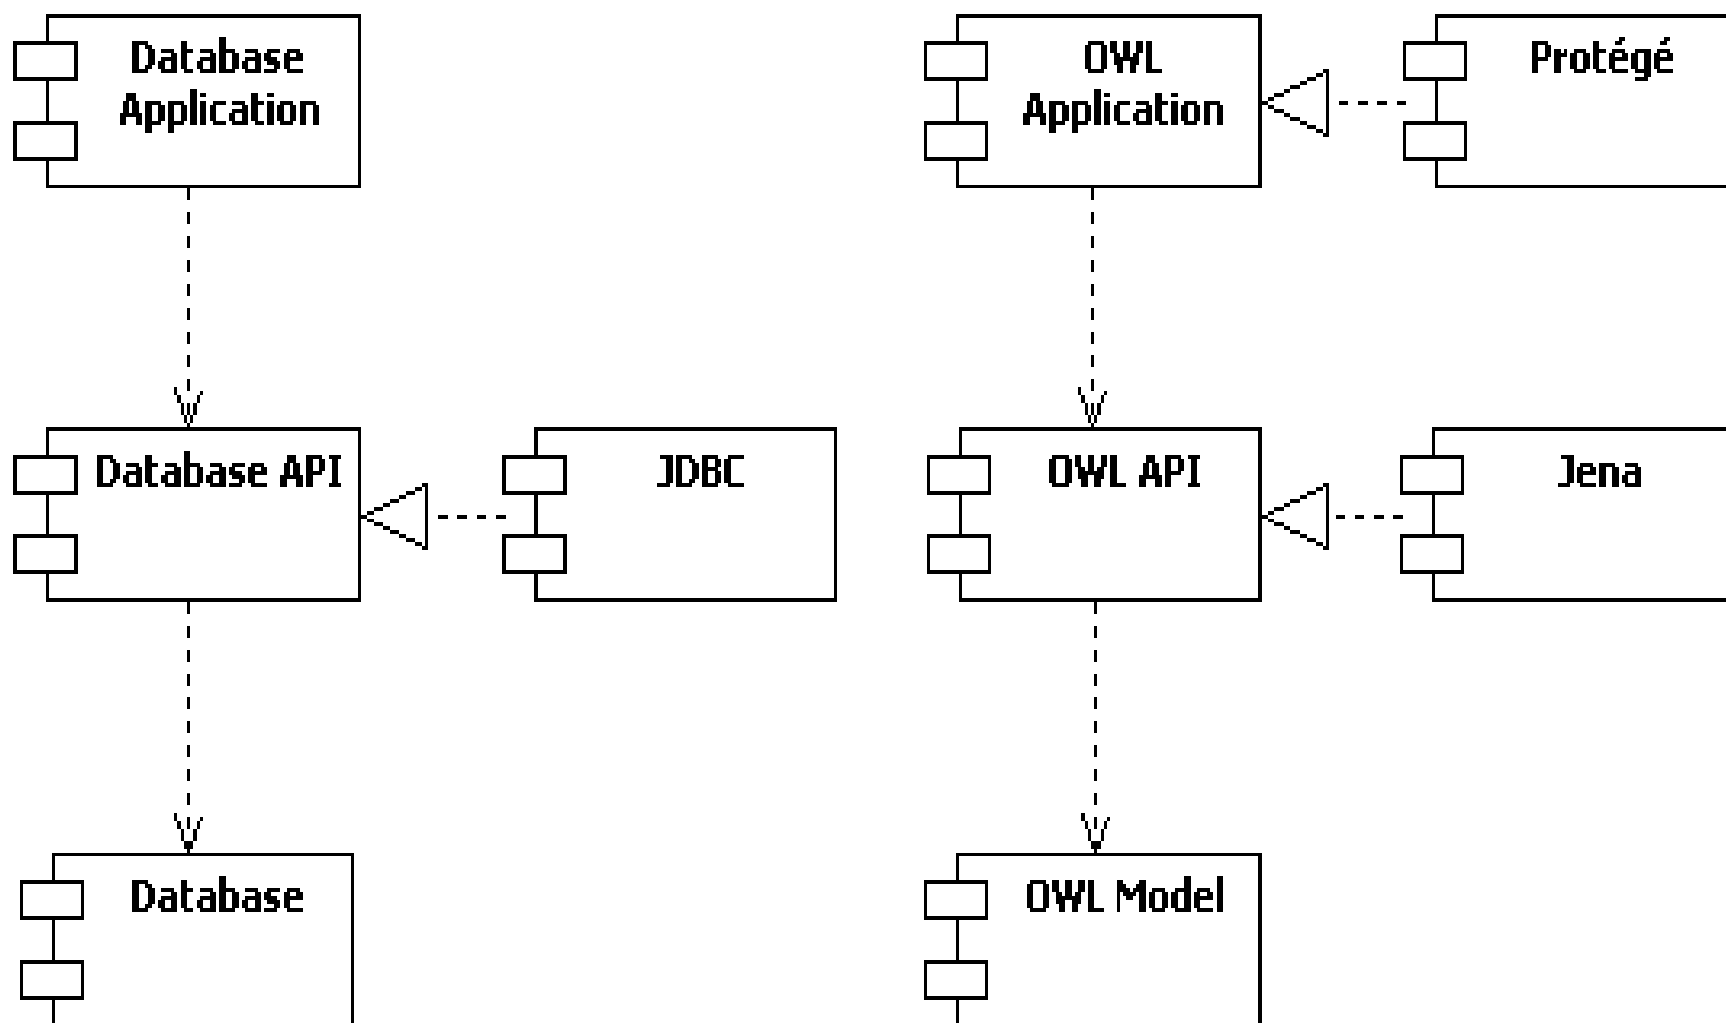 Database
Application
OWL
Application
Protégé
Database API
JDBC
OWL API
Jena
Database
OWL Model